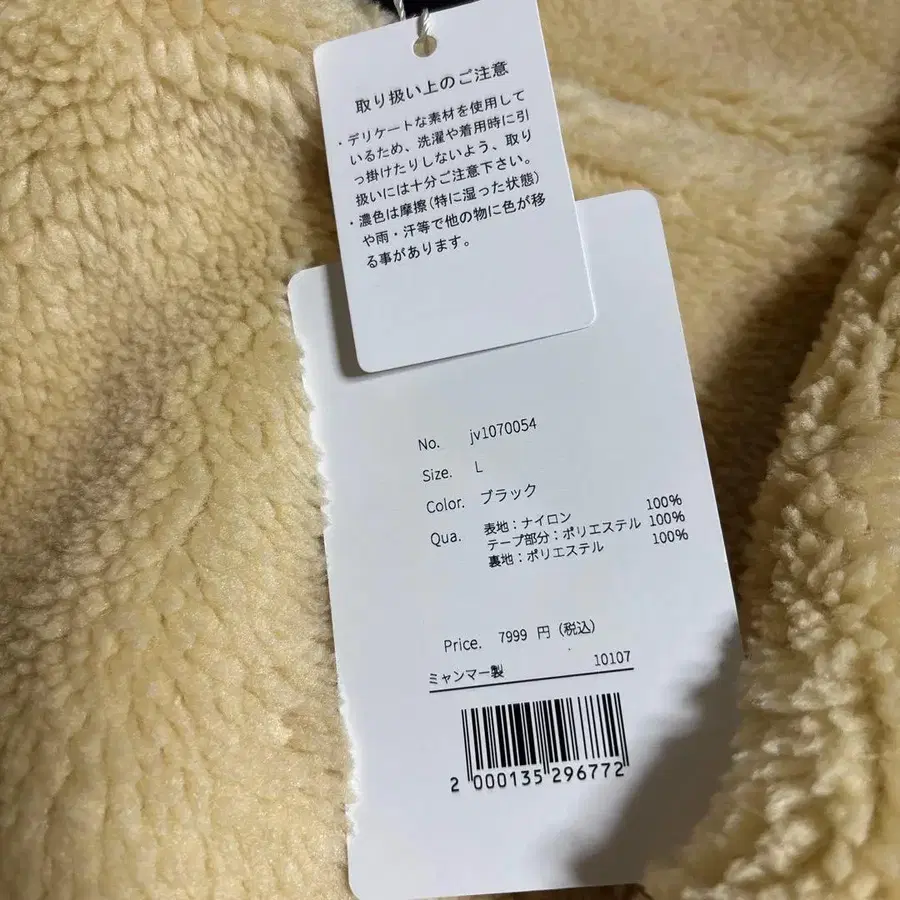 取り扱い上のご注意
・デリケートな素材を使用して
いるため、洗濯や着用時に引
っ掛けたりしないよう、取り
扱いには十分ご注意下さい。
・濃色は摩擦(特に湿った状態)
や雨・汗等で他の物に色が移
る事があります。
No. jv1070054
Size. L
Color. ブラック
Qua. 表地：ナイロン 100%
テープ部分：ポリエステル 100%
裏地：ポリエステル 100%
Price. 7999 円（税込）
ミャンマー製 10107
2 000135 296772